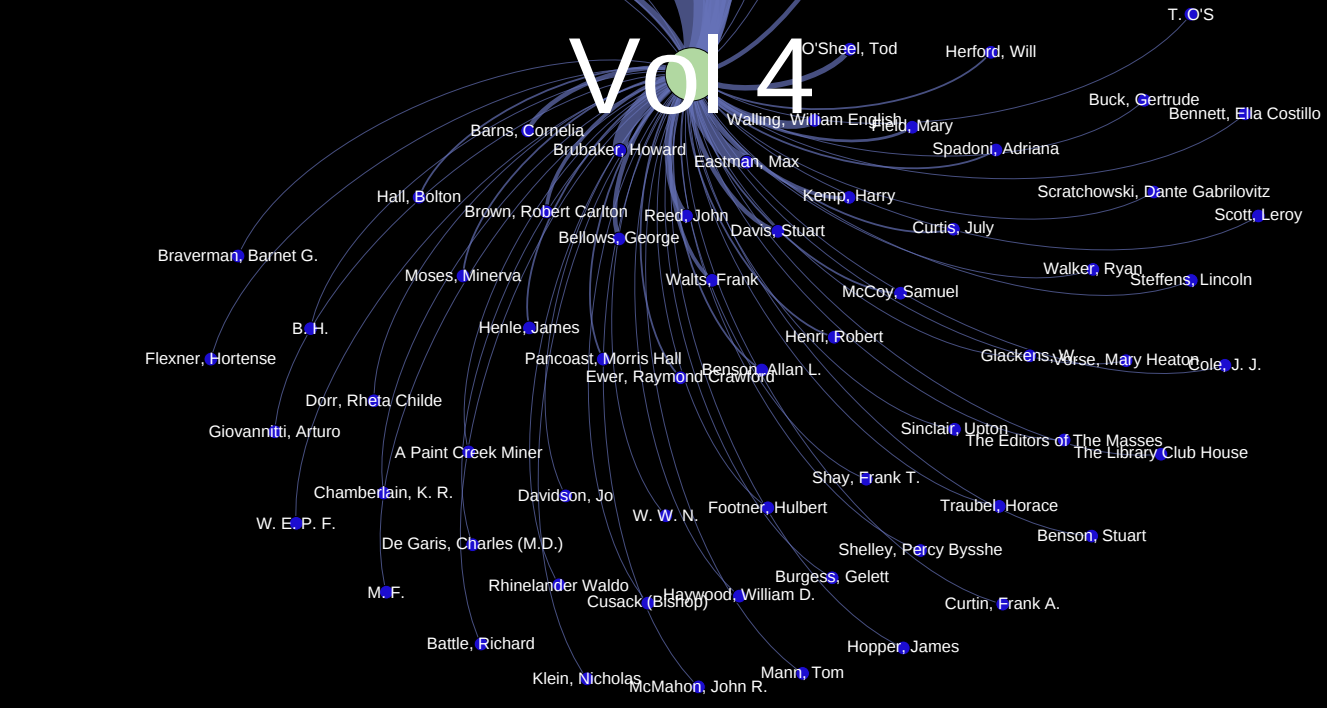 T. O'S
Vol 4
O'Sheel, Tod
Herford, Will
Buck, Gertrude
Bennett, Ella Costillo
Walling, William English
Field, Mary
Barns, Cornelia
Brubaker, Howard
Spadoni, Adriana
Eastman, Max
Hall, Bolton
Kemp, Harry
Scratchowski, Dante Gabrilovitz
Brown, Robert Carlton
Reed, John
Scott, Leroy
Davis, Stuart
Curtis, July
Bellows, George
Braverman, Barnet G.
Moses, Minerva
Walts, Frank
Walker, Ryan
Steffens, Lincoln
McCoy, Samuel
B. H.
Henle, James
Henri, Robert
Flexner, Hortense
Pancoast, Morris Hall
Glackens, W.
Vorse, Mary Heaton
Cole, J. J.
Benson, Allan L.
Ewer, Raymond Crawford
Dorr, Rheta Childe
Giovannitti, Arturo
Sinclair, Upton
The Editors of The Masses
A Paint Creek Miner
The Library Club House
Shay, Frank T.
Chamberlain, K. R.
Davidson, Jo
Footner, Hulbert
Traubel, Horace
W. W. N.
W. E. P. F.
Benson, Stuart
De Garis, Charles (M.D.)
Shelley, Percy Bysshe
Burgess, Gelett
Rhinelander Waldo
M. F.
Haywood, William D.
Cusack (Bishop)
Curtin, Frank A.
Battle, Richard
Hopper, James
Mann, Tom
Klein, Nicholas
McMahon, John R.